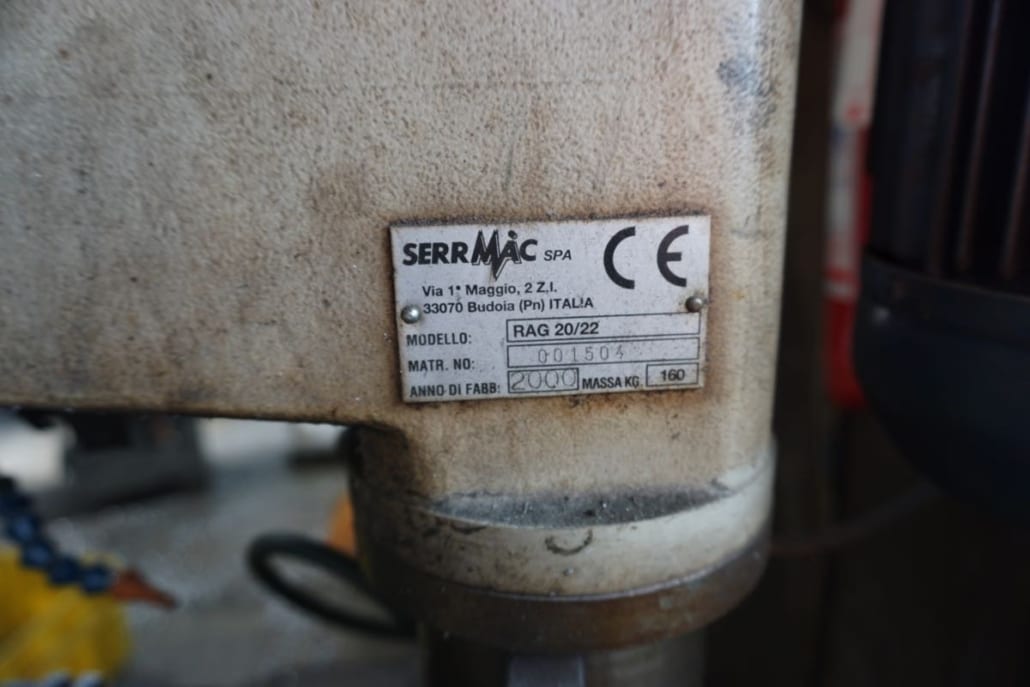 SERRMAC SPA CE
Via 1° Maggio, 2 Z.I.
33070 Budoia (Pn) ITALIA
MODELLO: RAG 20/22
MATR. NO: 001504
ANNO DI FABB: 2000 MASSA KG 160